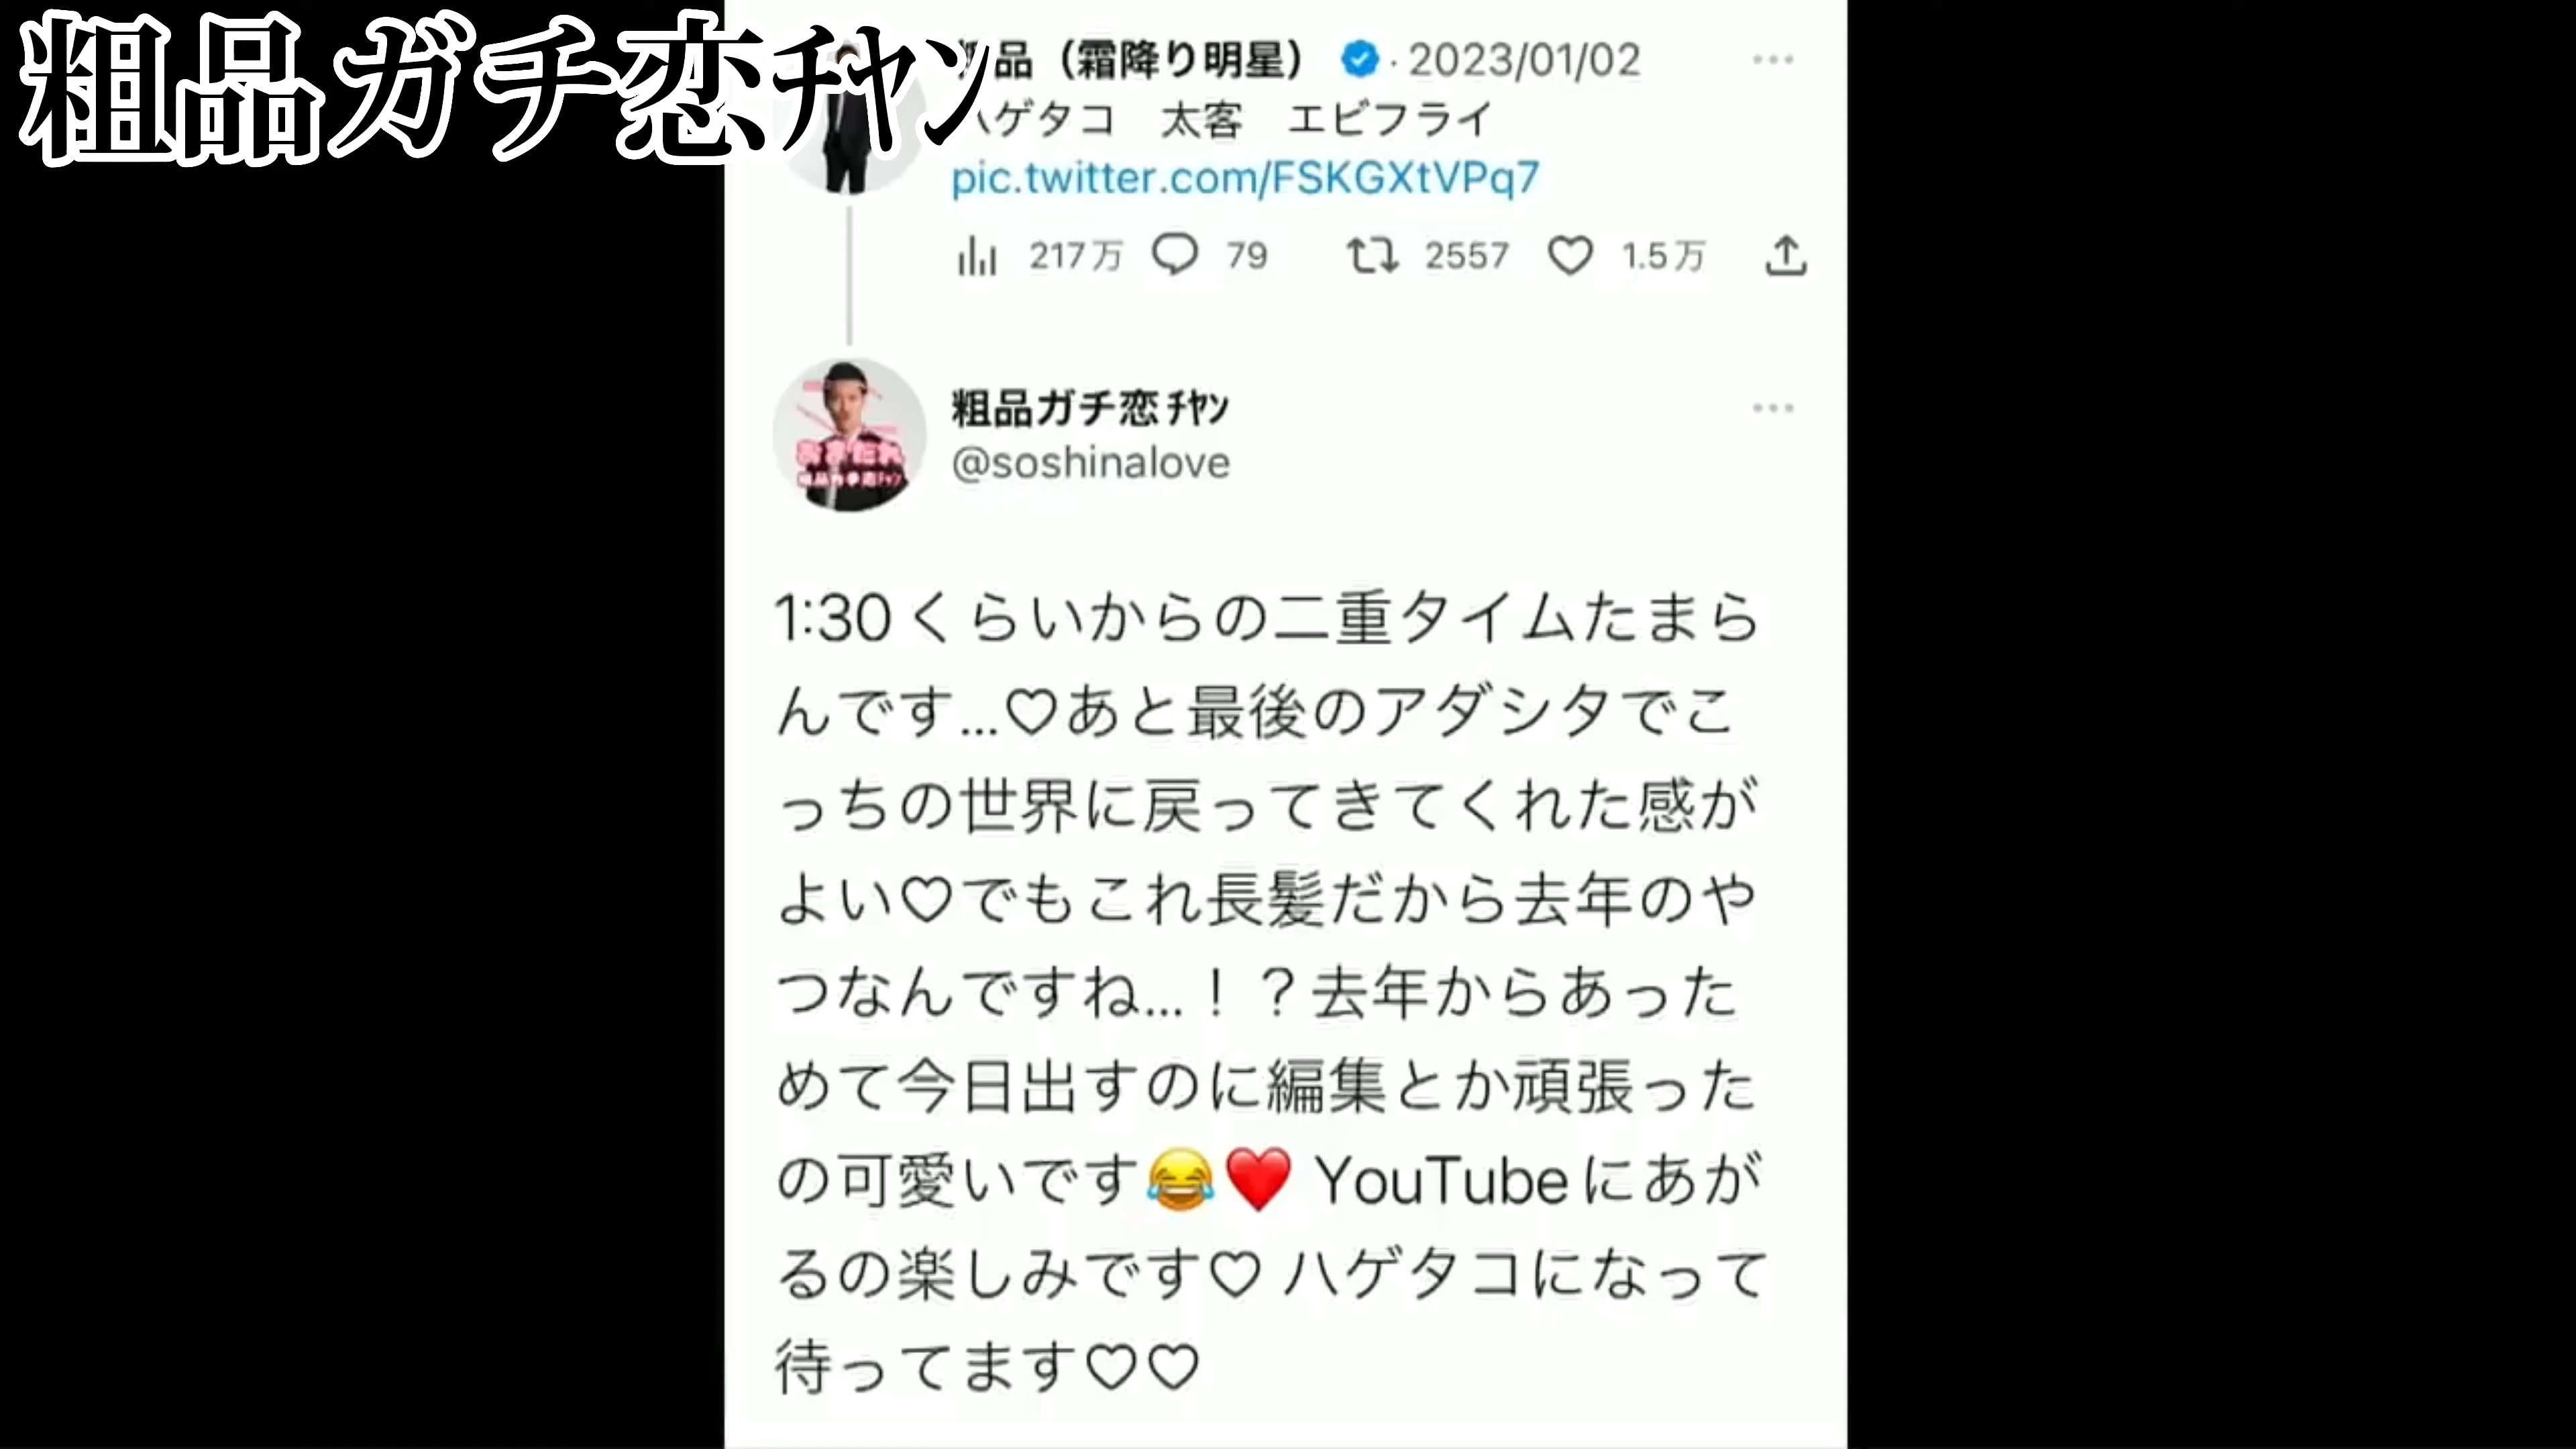 粗品ガチ恋ﾁｬﾝ
粗品（霜降り明星） · 2023/01/02
ハゲタコ　太客　エビフライ
pic.twitter.com/FSKGXtVPq7
217万 79 2557 1.5万
粗品ガチ恋ﾁｬﾝ
@soshinalove
1:30くらいからの二重タイムたまら
んです...♡あと最後のアダシタでこ
っちの世界に戻ってきてくれた感が
よい♡でもこれ長髪だから去年のや
つなんですね...！？去年からあった
めて今日出すのに編集とか頑張った
の可愛いです😂❤️ YouTubeにあが
るの楽しみです♡ ハゲタコになって
待ってます♡♡